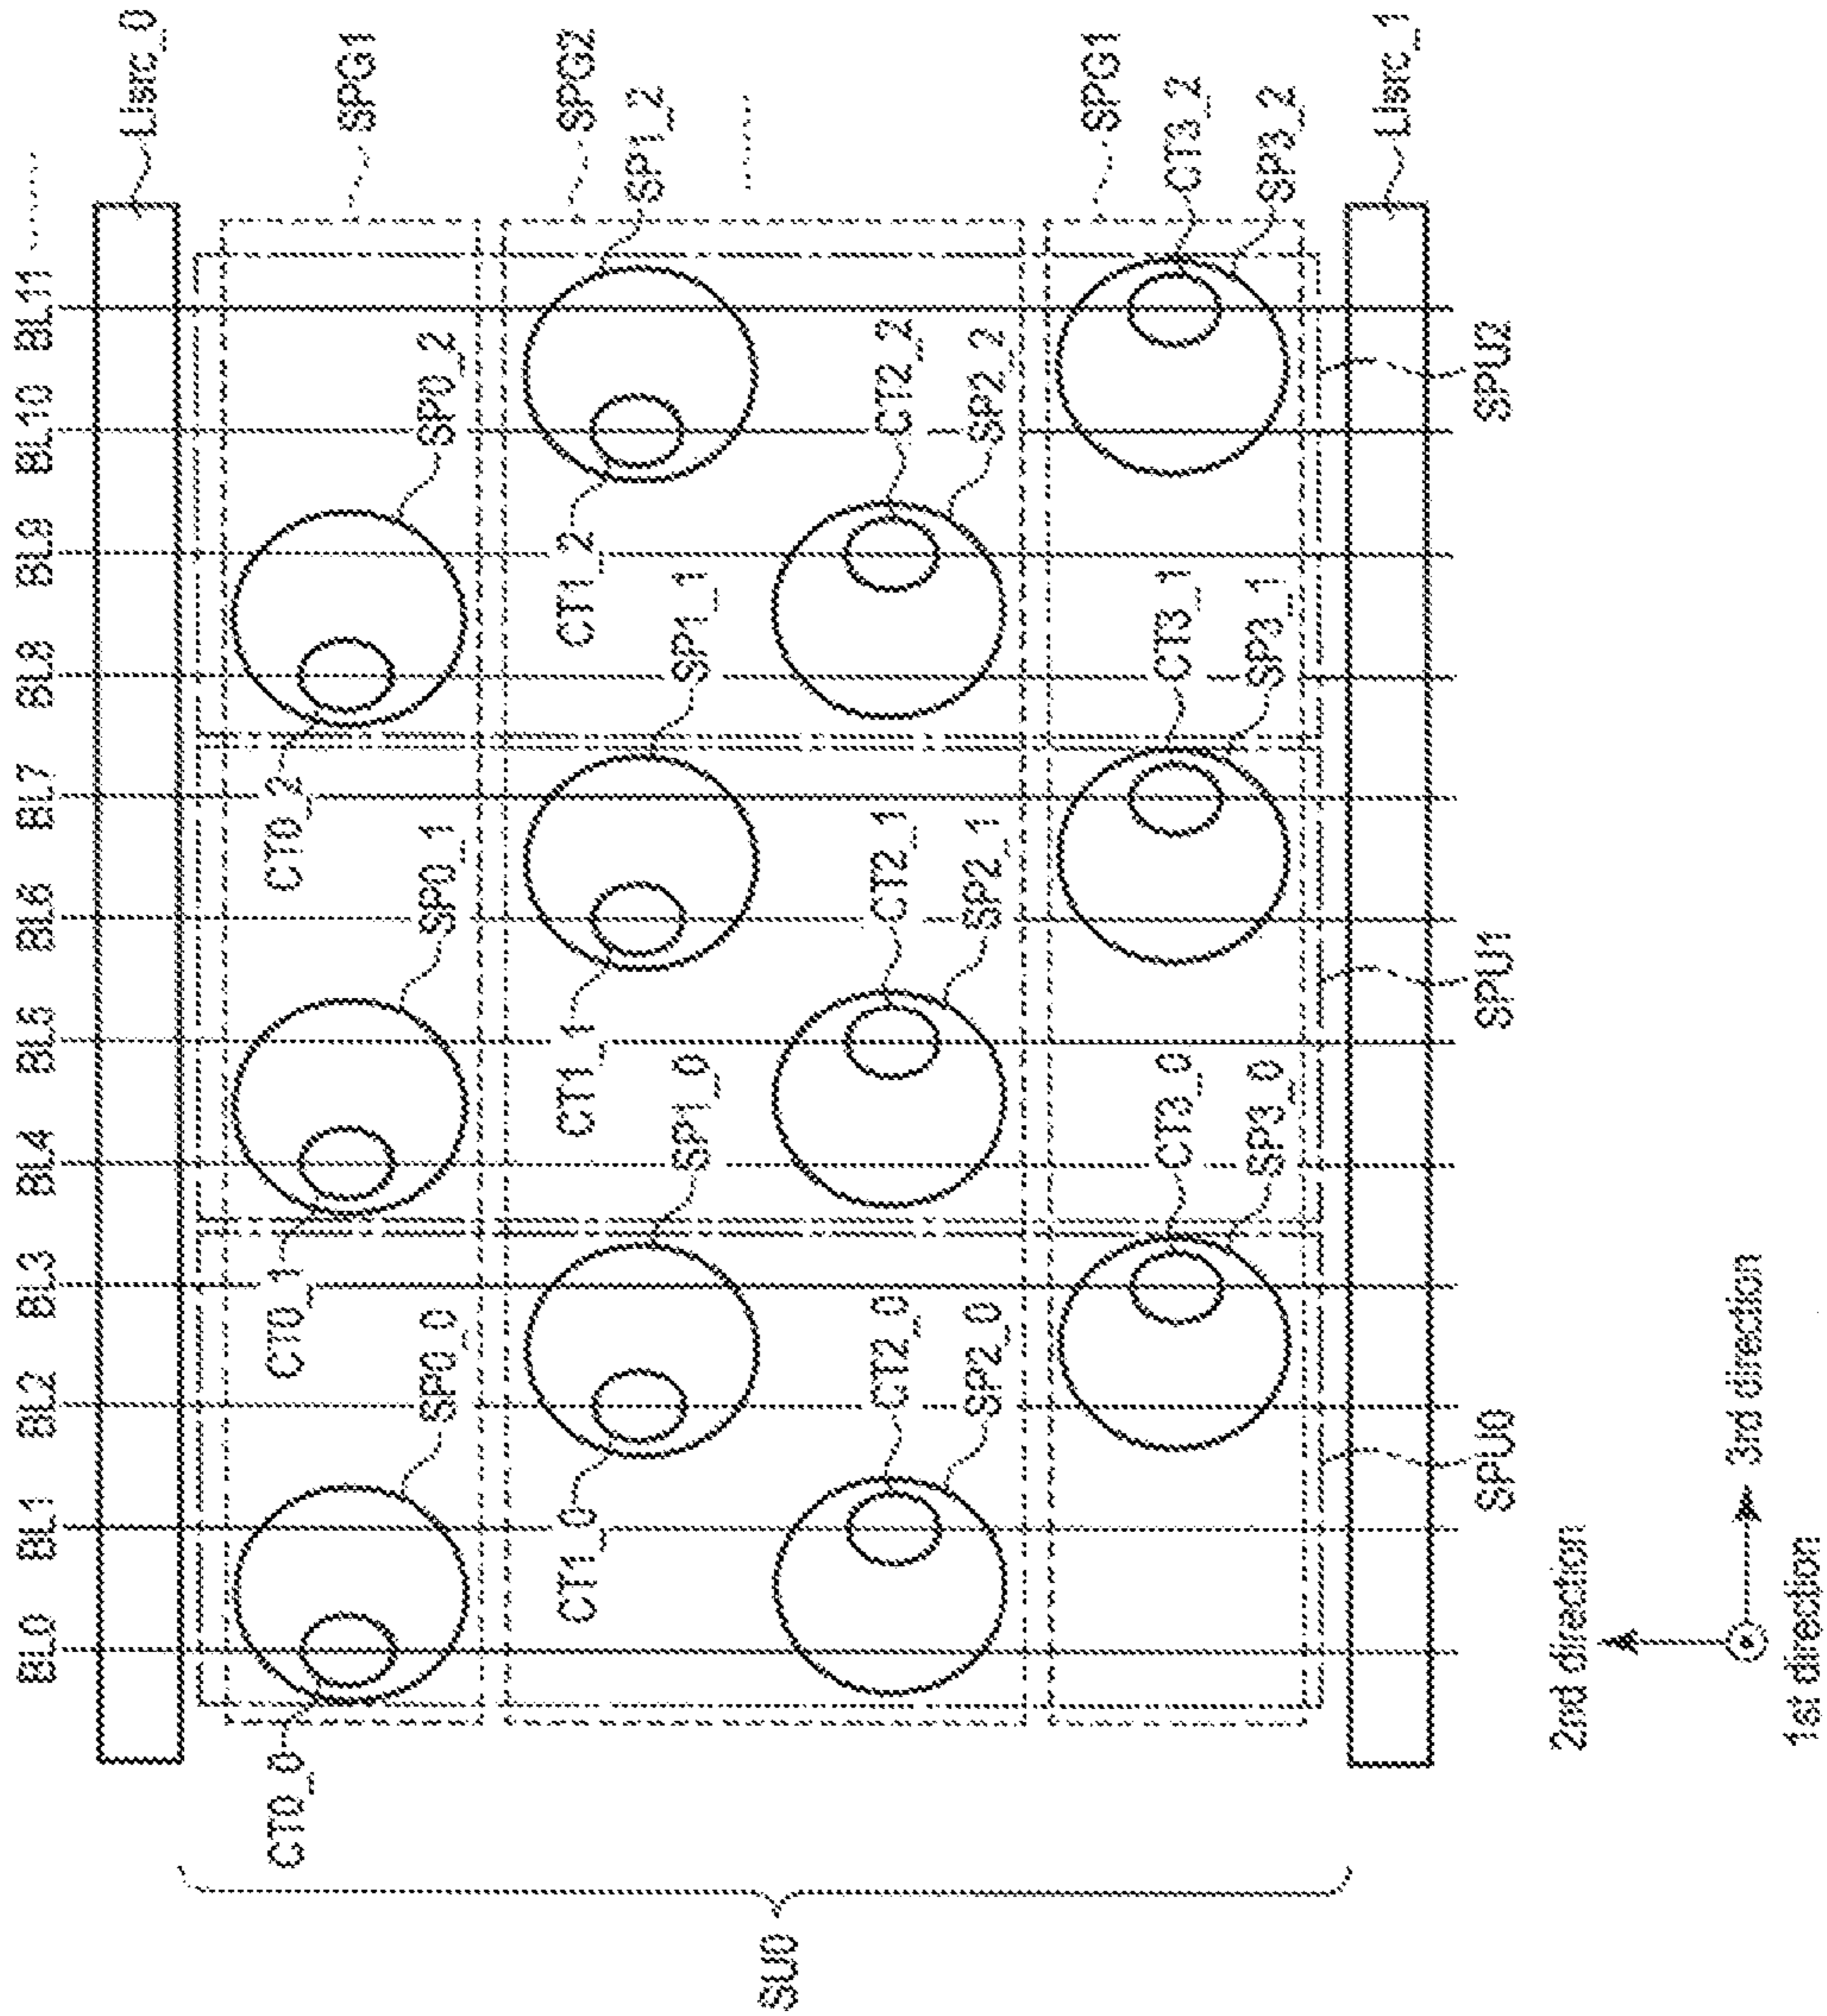 BL0 BL1 BL2 BL3 BL4 BL5 BL6 BL7 BL8 BL9 BL10 BL11 ......
LIsrc_0
SPG1
CT0_0 SP0_0 CT0_1 SP0_1 CT0_2 SP0_2
SPG2
SP1_2
CT1_0 SP1_0 CT1_1 SP1_1 CT1_2
......
SU0
CT2_0 CT2_1 CT2_2
SP2_0 SP2_1 SP2_2
SPG1
CT3_0 CT3_1 CT3_2
SP3_0 SP3_1 SP3_2
LIsrc_1
SPU0 SPU1 SPU2
2nd direction
3rd direction
1st direction